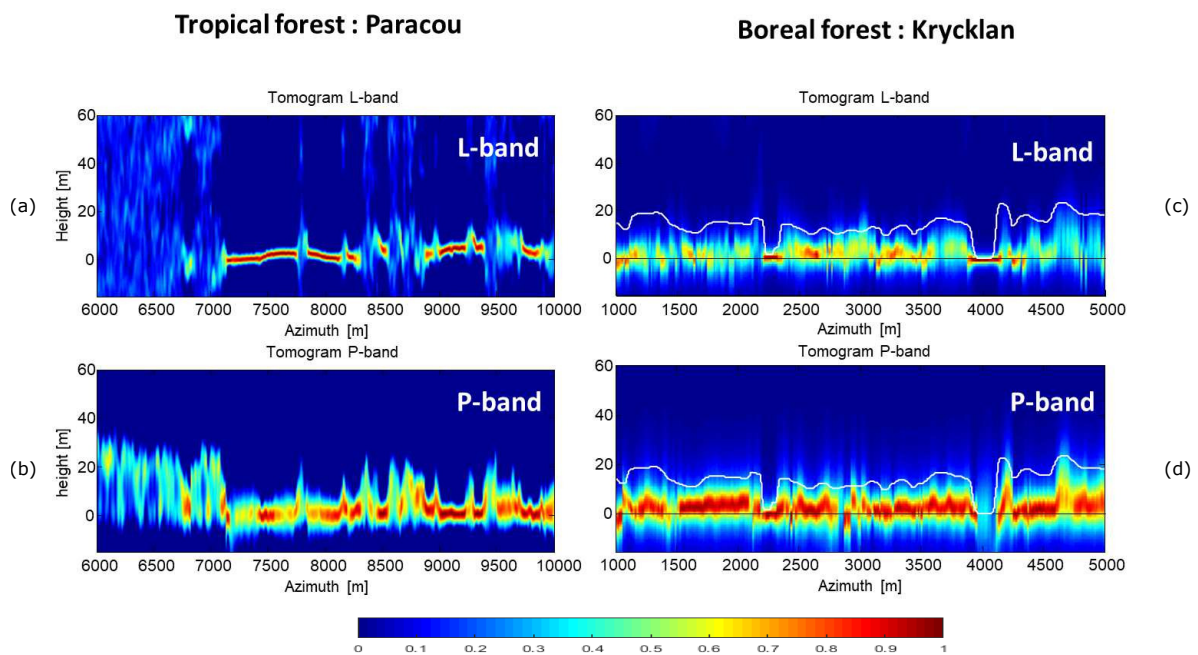 Tropical forest : Paracou
Boreal forest : Krycklan
(a)
Tomogram L-band
L-band
Height [m]
60
40
20
0
6000 6500 7000 7500 8000 8500 9000 9500 10000
Azimuth [m]
(c)
Tomogram L-band
L-band
60
40
20
0
1000 1500 2000 2500 3000 3500 4000 4500 5000
Azimuth [m]
(b)
Tomogram P-band
P-band
height [m]
60
40
20
0
6000 6500 7000 7500 8000 8500 9000 9500 10000
Azimuth [m]
(d)
Tomogram P-band
P-band
60
40
20
0
1000 1500 2000 2500 3000 3500 4000 4500 5000
Azimuth [m]
0 0.1 0.2 0.3 0.4 0.5 0.6 0.7 0.8 0.9 1